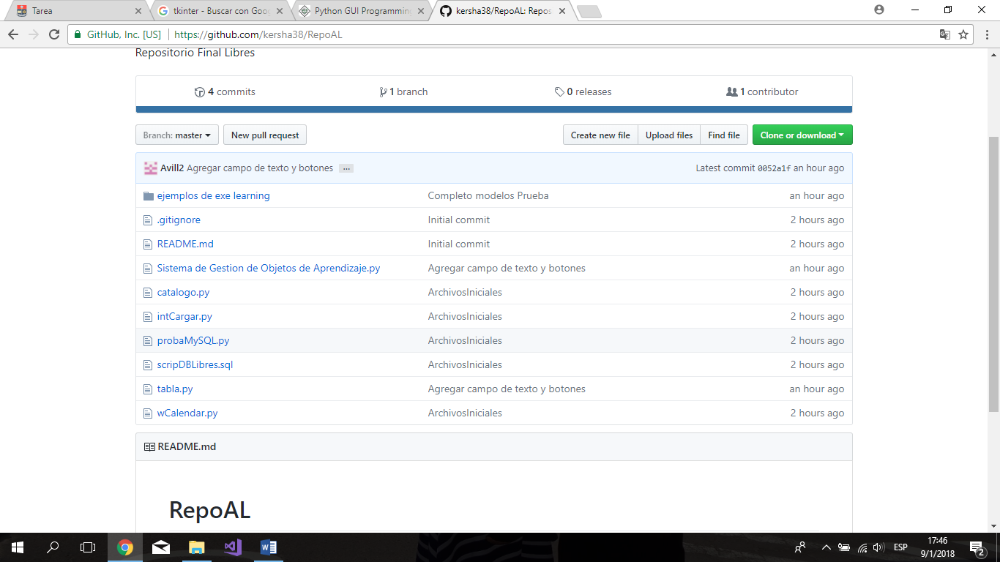 Tarea
tkinter - Buscar con Goo
Python GUI Programmin
kersha38/RepoAL: Repos
GitHub, Inc. [US]
https://github.com/kersha38/RepoAL
Repositorio Final Libres
4 commits
1 branch
0 releases
1 contributor
Branch: master
New pull request
Create new file
Upload files
Find file
Clone or download
Avill2 Agregar campo de texto y botones ...
Latest commit 0052a1f an hour ago
ejemplos de exe learning Completo modelos Prueba an hour ago
.gitignore Initial commit 2 hours ago
README.md Initial commit 2 hours ago
Sistema de Gestion de Objetos de Aprendizaje.py Agregar campo de texto y botones an hour ago
catalogo.py ArchivosIniciales 2 hours ago
intCargar.py ArchivosIniciales 2 hours ago
probaMySQL.py ArchivosIniciales 2 hours ago
scripDBLibres.sql ArchivosIniciales 2 hours ago
tabla.py Agregar campo de texto y botones an hour ago
wCalendar.py ArchivosIniciales 2 hours ago
README.md
RepoAL
ESP
17:46
9/1/2018
2